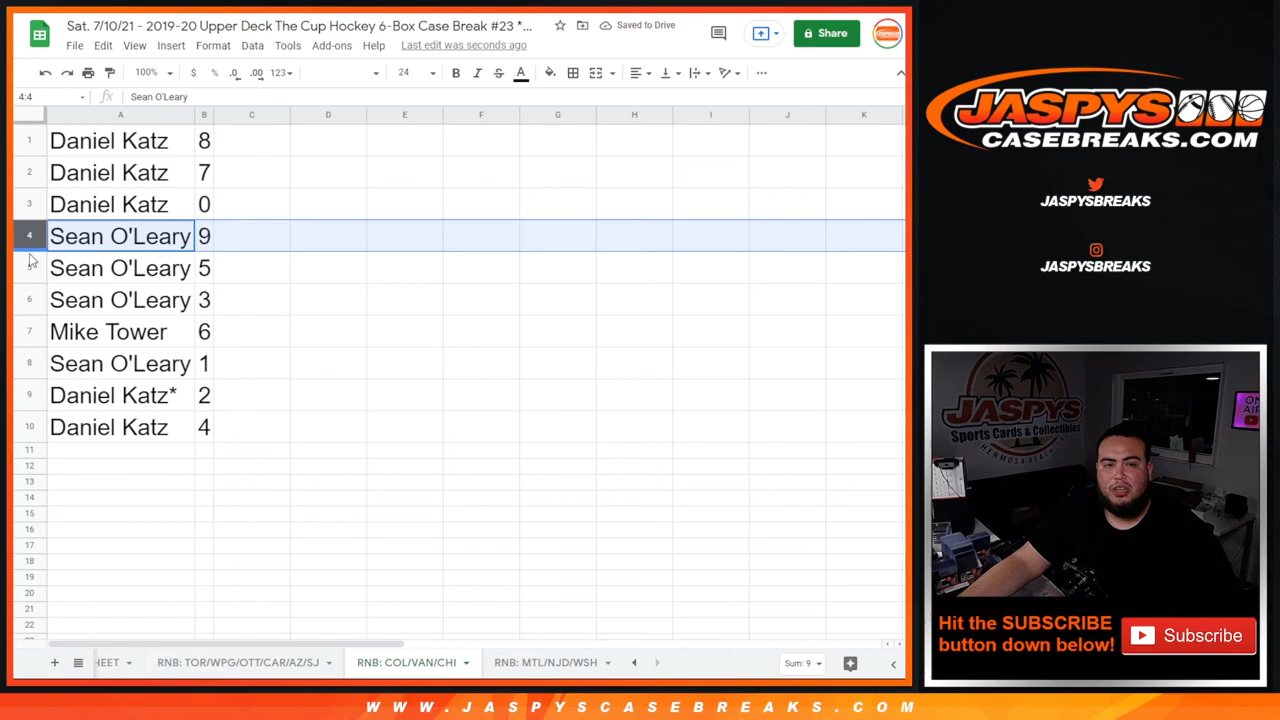 Sat. 7/10/21 - 2019-20 Upper Deck The Cup Hockey 6-Box Case Break #23 *...
Saved to Drive
Share
File Edit View Insert Format Data Tools Add-ons Help Last edit was seconds ago
100% $ % .0 .00 123 24 B I S A
4:4 fx Sean O'Leary
A B C D E F G H I J K
1 Daniel Katz 8
2 Daniel Katz 7
3 Daniel Katz 0
4 Sean O'Leary 9
Sean O'Leary 5
6 Sean O'Leary 3
7 Mike Tower 6
8 Sean O'Leary 1
9 Daniel Katz* 2
10 Daniel Katz 4
11
12
13
14
15
16
17
18
19
20
21
22
HEET RNB: TOR/WPG/OTT/CAR/AZ/SJ RNB: COL/VAN/CHI RNB: MTL/NJD/WSH Sum: 9
JASPYS
CASEBREAKS.COM
JASPYSBREAKS
JASPYSBREAKS
JASPYS
Sports Cards & Collectibles
HERMOSA BEACH
ON
AIR
Hit the SUBSCRIBE
button down below!
Subscribe
WWW.JASPYSCASEBREAKS.COM